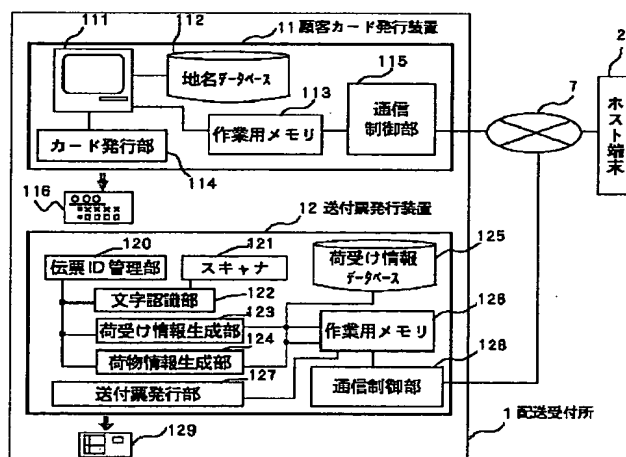 111
112
11 顧客カード発行装置
地名データベース
113
115
作業用メモリ
通信
制御部
7
2
ホスト端末
カード発行部
114
116
12 送付票発行装置
120
121
伝票ID管理部
スキャナ
荷受け情報
データベース
125
文字認識部
122
123
荷受け情報生成部
126
作業用メモリ
124
荷物情報生成部
127
128
送付票発行部
通信制御部
129
1 配送受付所